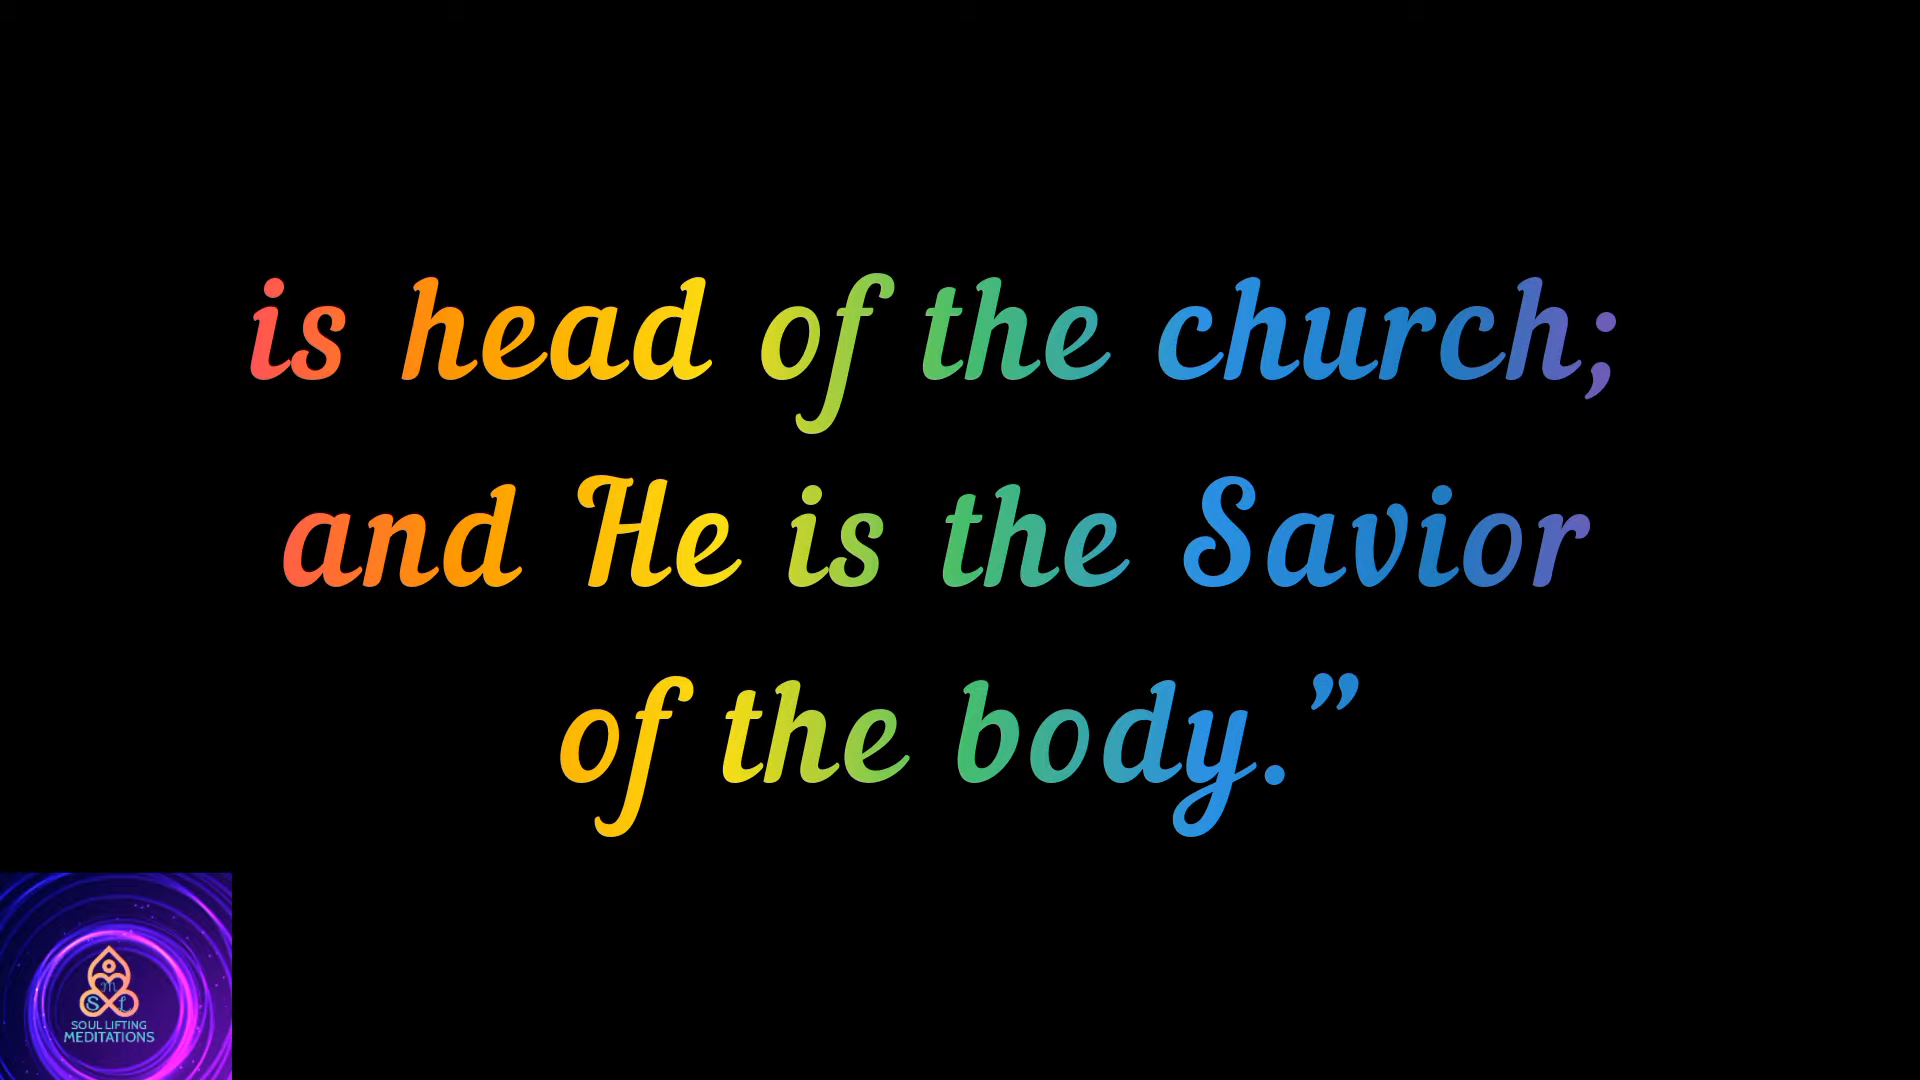 is head of the church;
and He is the Savior
of the body.”
M
S L
SOUL LIFTING
MEDITATIONS